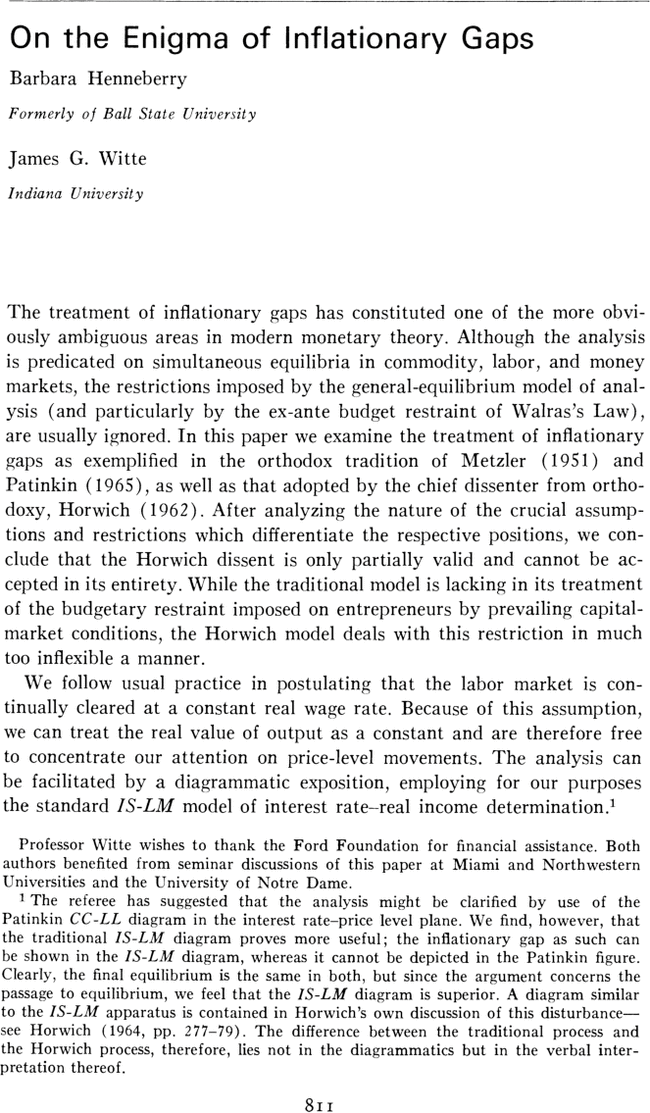 On the Enigma of Inflationary Gaps
Barbara Henneberry
Formerly of Ball State University
James G. Witte
Indiana University
The treatment of inflationary gaps has constituted one of the more obvi-
ously ambiguous areas in modern monetary theory. Although the analysis
is predicated on simultaneous equilibria in commodity, labor, and money
markets, the restrictions imposed by the general-equilibrium model of anal-
ysis (and particularly by the ex-ante budget restraint of Walras's Law),
are usually ignored. In this paper we examine the treatment of inflationary
gaps as exemplified in the orthodox tradition of Metzler (1951) and
Patinkin (1965), as well as that adopted by the chief dissenter from ortho-
doxy, Horwich (1962). After analyzing the nature of the crucial assump-
tions and restrictions which differentiate the respective positions, we con-
clude that the Horwich dissent is only partially valid and cannot be ac-
cepted in its entirety. While the traditional model is lacking in its treatment
of the budgetary restraint imposed on entrepreneurs by prevailing capital-
market conditions, the Horwich model deals with this restriction in much
too inflexible a manner.
We follow usual practice in postulating that the labor market is con-
tinually cleared at a constant real wage rate. Because of this assumption,
we can treat the real value of output as a constant and are therefore free
to concentrate our attention on price-level movements. The analysis can
be facilitated by a diagrammatic exposition, employing for our purposes
the standard IS-LM model of interest rate–real income determination.¹
Professor Witte wishes to thank the Ford Foundation for financial assistance. Both
authors benefited from seminar discussions of this paper at Miami and Northwestern
Universities and the University of Notre Dame.
¹ The referee has suggested that the analysis might be clarified by use of the
Patinkin CC-LL diagram in the interest rate–price level plane. We find, however, that
the traditional IS-LM diagram proves more useful; the inflationary gap as such can
be shown in the IS-LM diagram, whereas it cannot be depicted in the Patinkin figure.
Clearly, the final equilibrium is the same in both, but since the argument concerns the
passage to equilibrium, we feel that the IS-LM diagram is superior. A diagram similar
to the IS-LM apparatus is contained in Horwich's own discussion of this disturbance—
see Horwich (1964, pp. 277–79). The difference between the traditional process and
the Horwich process, therefore, lies not in the diagrammatics but in the verbal inter-
pretation thereof.
811